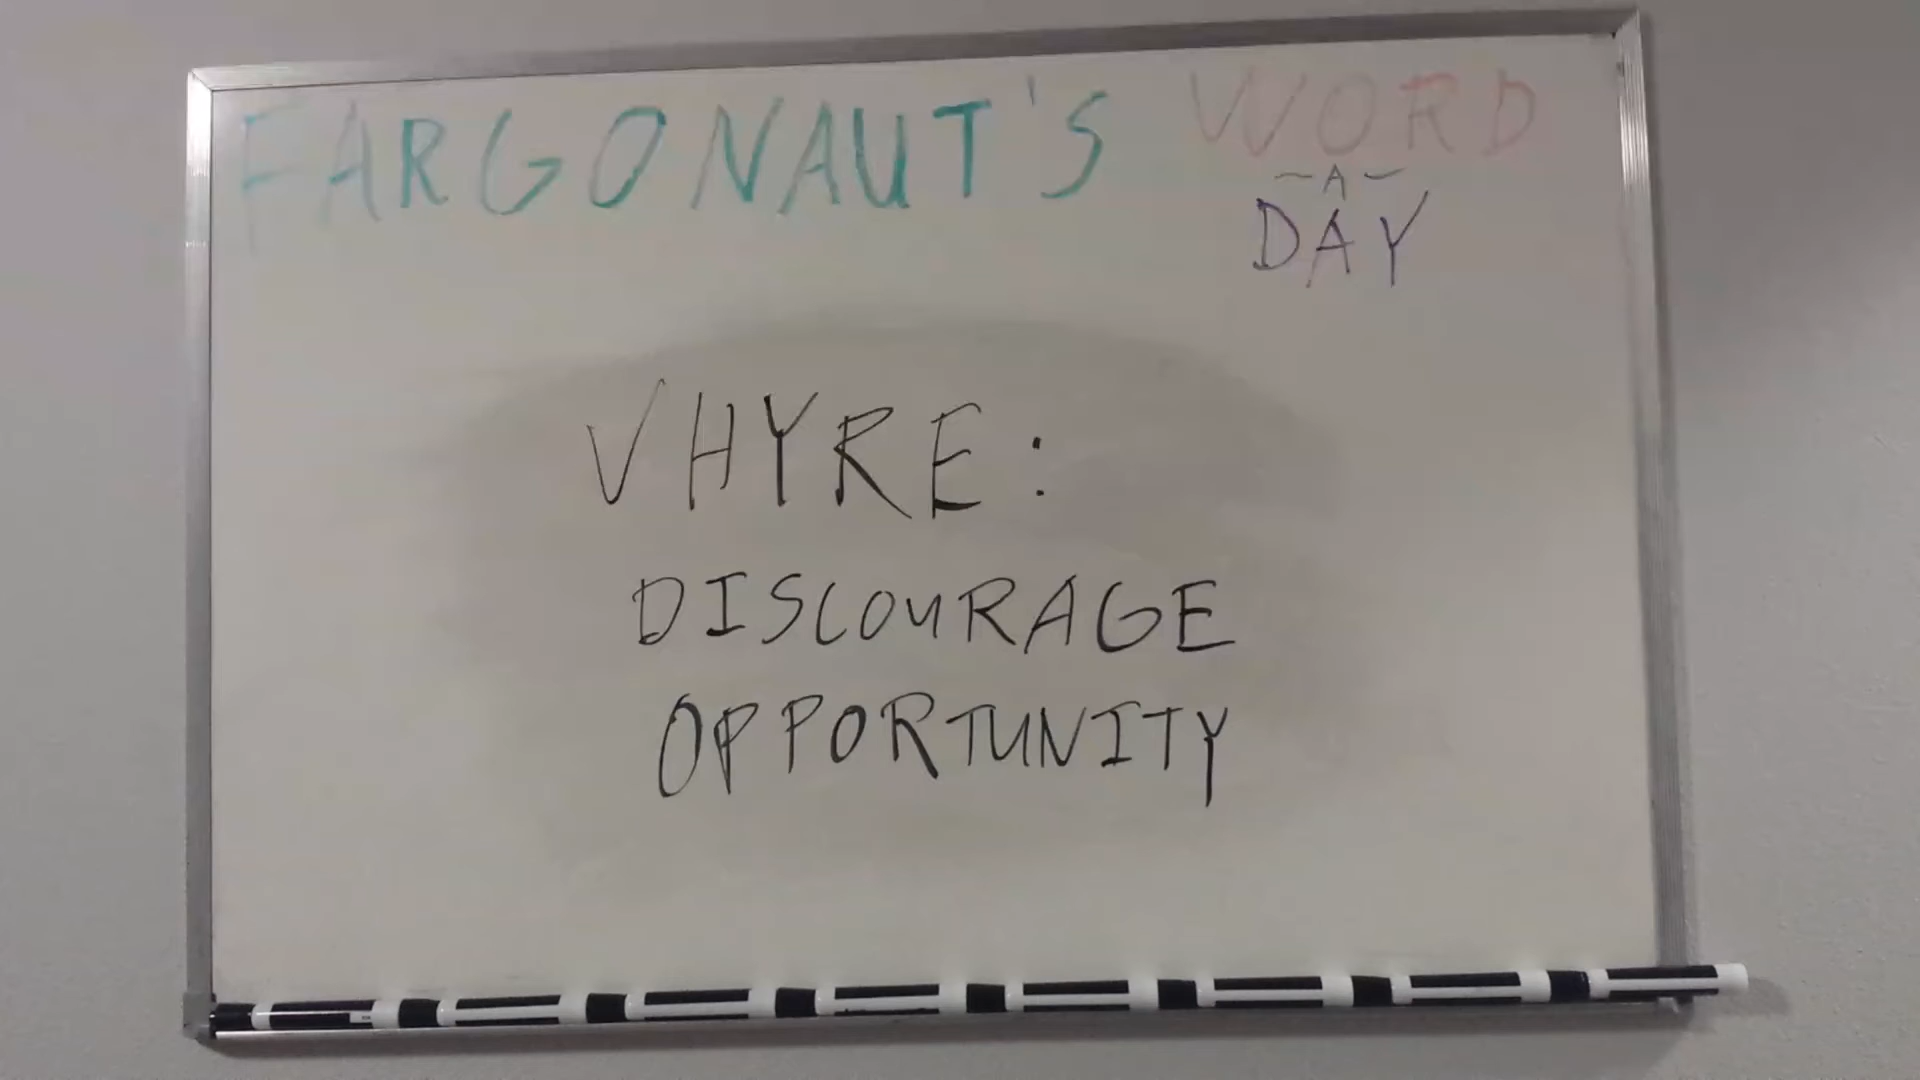 FARGONAUT'S WORD
-A-
DAY
VHYRE:
DISCOURAGE
OPPORTUNITY